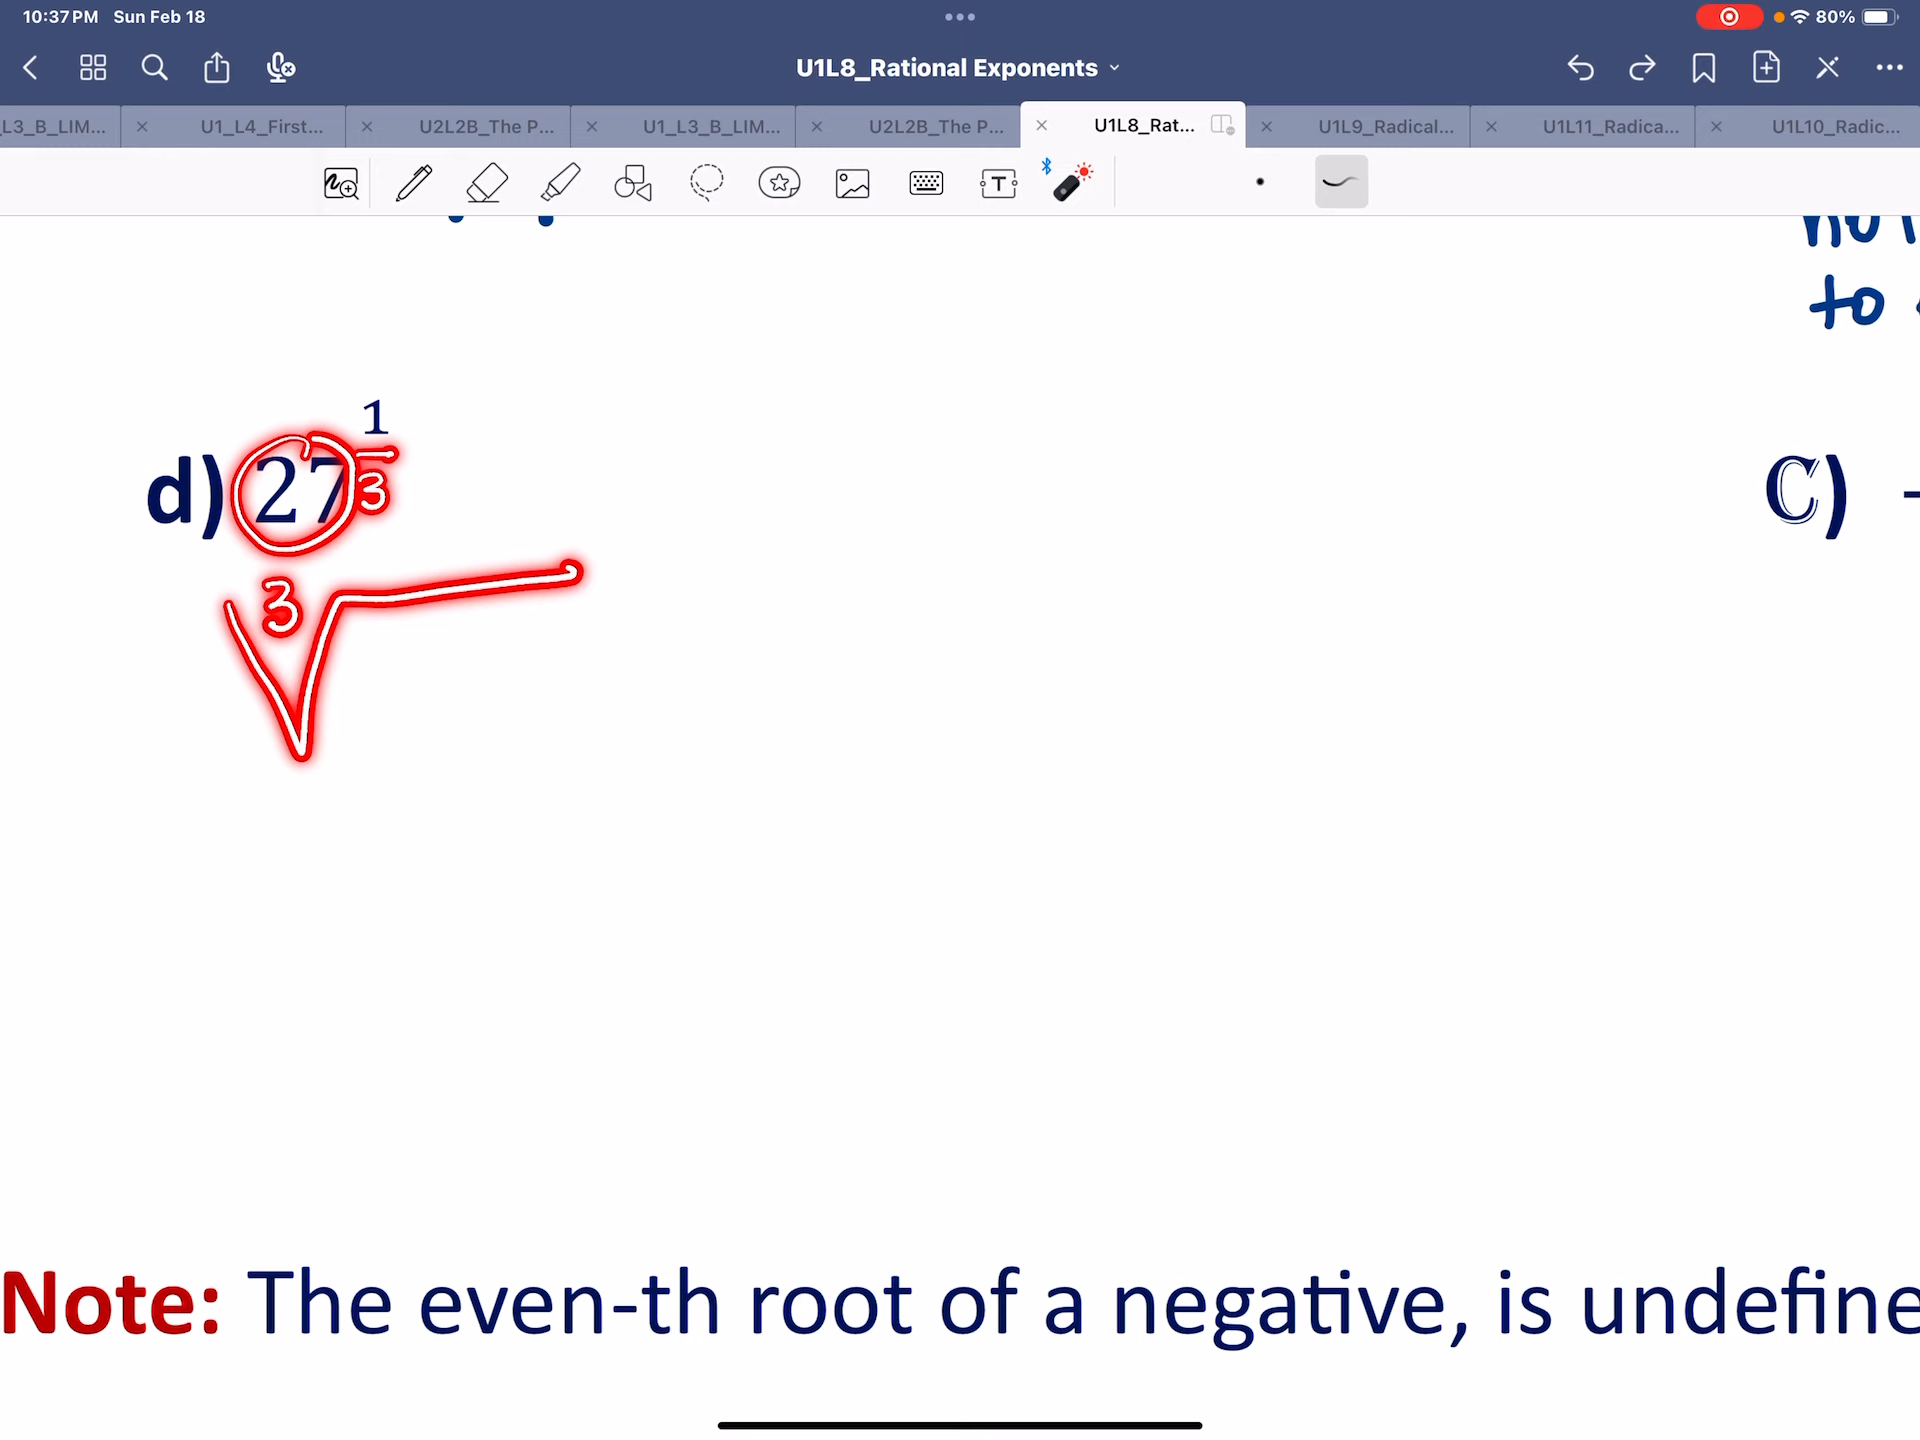 10:37 PM Sun Feb 18
80%
U1L8_Rational Exponents
_L3_B_LIM...
U1_L4_First...
U2L2B_The P...
U1_L3_B_LIM...
U2L2B_The P...
U1L8_Rat...
U1L9_Radical...
U1L11_Radica...
U1L10_Radic...
T
to
d) 27^(1/3)
C) -
3√
Note: The even-th root of a negative, is undefine